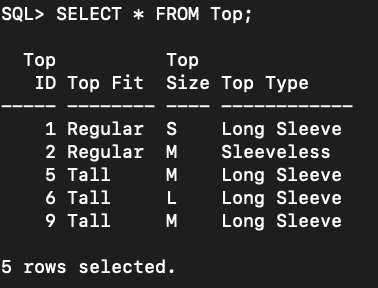 SQL> SELECT * FROM Top;
Top Top
ID Top Fit Size Top Type
----- -------- ---- ------------
1 Regular S Long Sleeve
2 Regular M Sleeveless
5 Tall M Long Sleeve
6 Tall L Long Sleeve
9 Tall M Long Sleeve
5 rows selected.